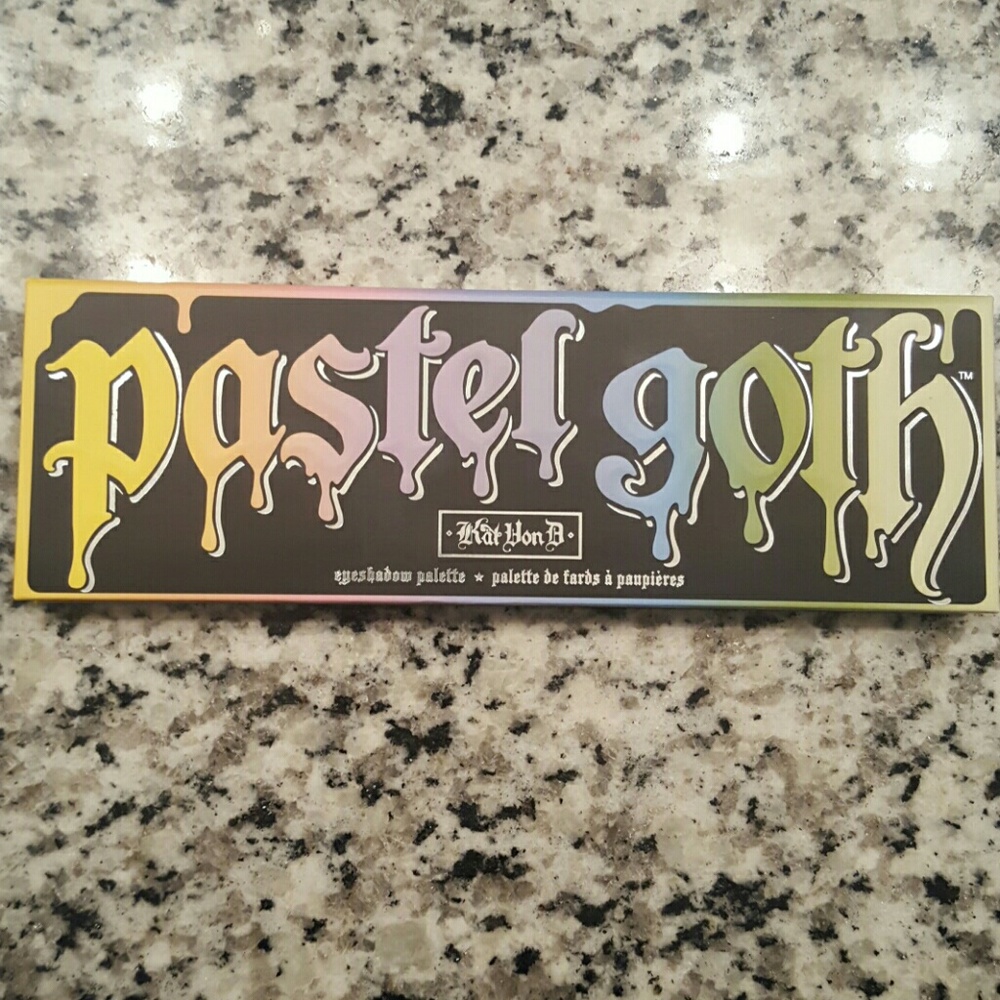 pastel goth™
·Kat Von D·
eyeshadow palette ★ palette de fards à paupières